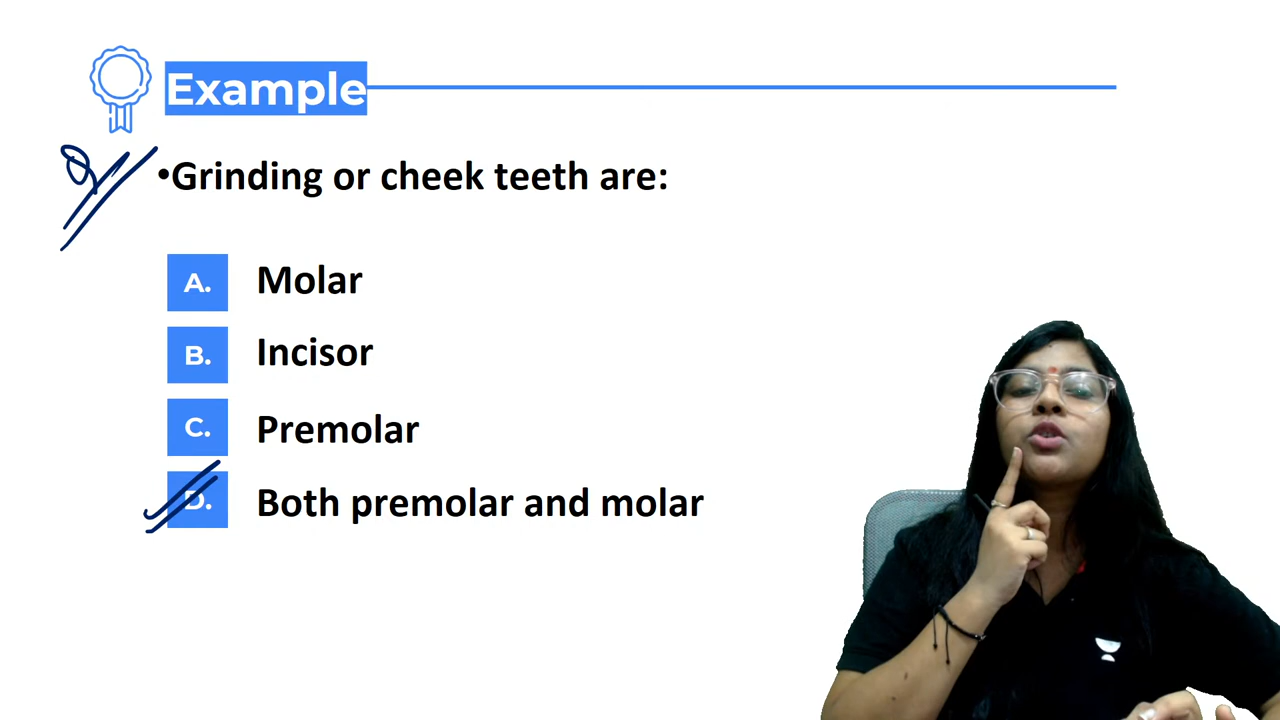 Example
•Grinding or cheek teeth are:
A. Molar
B. Incisor
C. Premolar
D. Both premolar and molar